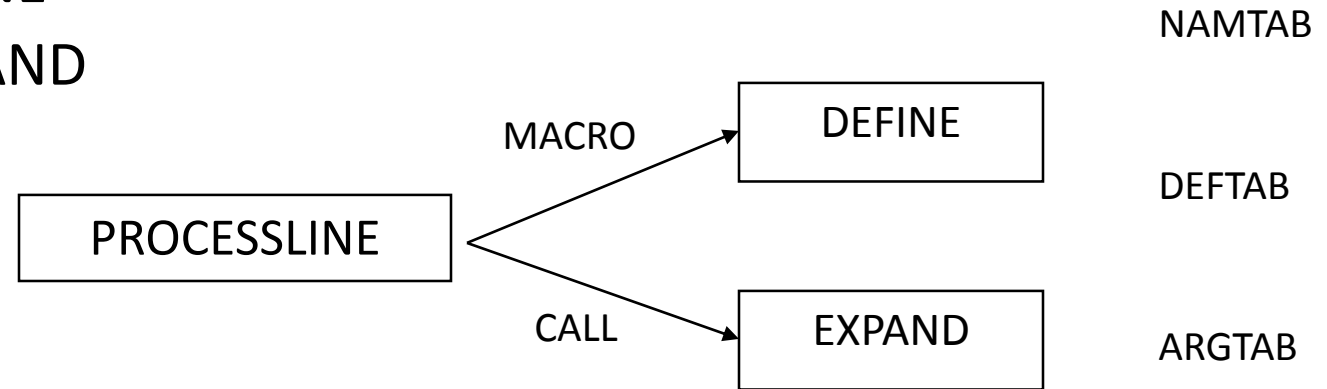 AND
NAMTAB
MACRO
DEFINE
DEFTAB
PROCESSLINE
CALL
EXPAND
ARGTAB